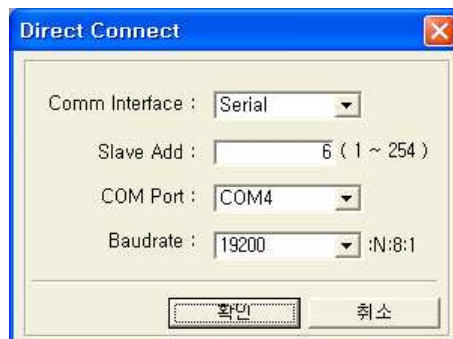 Direct Connect
Comm Interface : Serial
Slave Add : 6 ( 1 ~ 254 )
COM Port : COM4
Baudrate : 19200 :N:8:1
확인 취소